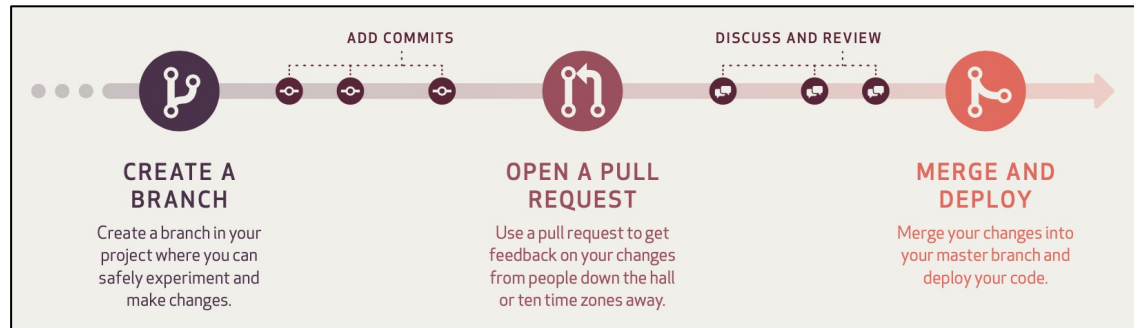 ADD COMMITS
DISCUSS AND REVIEW
CREATE A
BRANCH
Create a branch in your
project where you can
safely experiment and
make changes.
OPEN A PULL
REQUEST
Use a pull request to get
feedback on your changes
from people down the hall
or ten time zones away.
MERGE AND
DEPLOY
Merge your changes into
your master branch and
deploy your code.